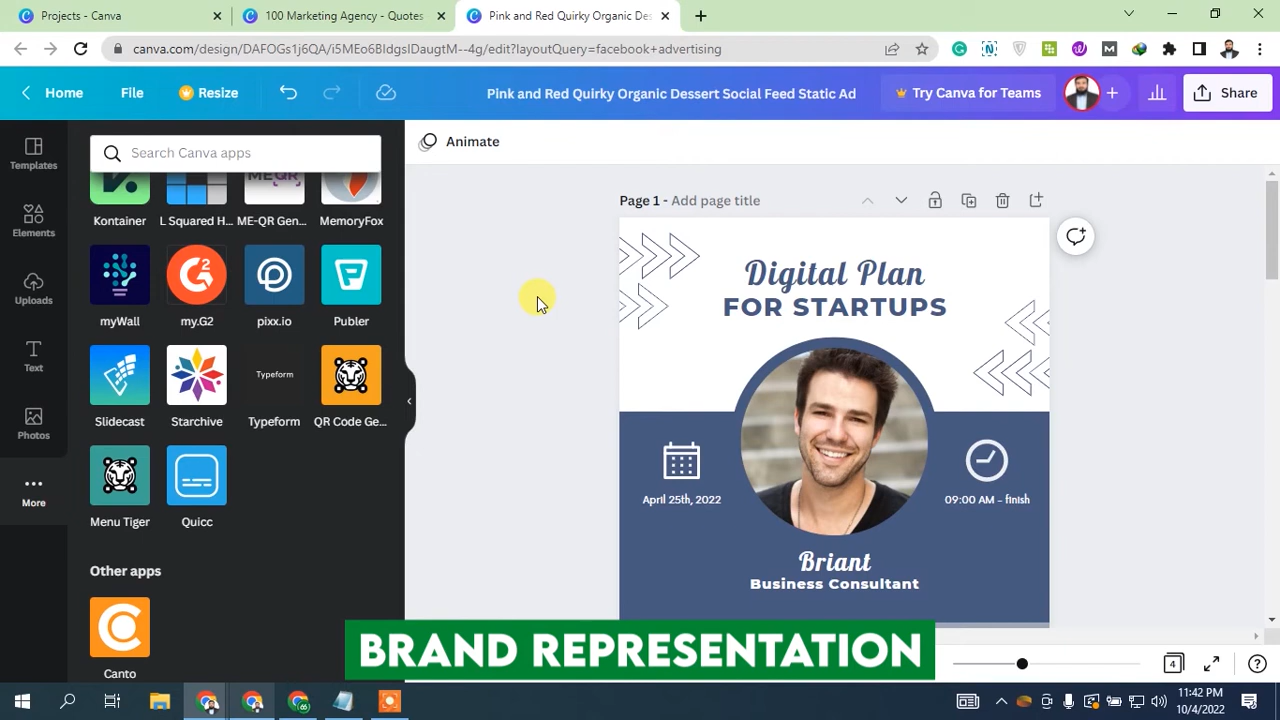 Projects - Canva
100 Marketing Agency - Quotes
Pink and Red Quirky Organic Des
canva.com/design/DAFOGs1j6QA/i5MEo6BldgslDaugtM--4g/edit?layoutQuery=facebook+advertising
Home
File
Resize
Pink and Red Quirky Organic Dessert Social Feed Static Ad
Try Canva for Teams
Share
Templates
Elements
Uploads
Text
Photos
More
Search Canva apps
ME-QR
Kontainer
L Squared H...
ME-QR Gen...
MemoryFox
myWall
my.G2
pixx.io
Publer
Typeform
Slidecast
Starchive
Typeform
QR Code Ge...
Menu Tiger
Quicc
Other apps
Canto
Animate
Page 1 - Add page title
Digital Plan
FOR STARTUPS
April 25th, 2022
09:00 AM – finish
Briant
Business Consultant
BRAND REPRESENTATION
4
11:42 PM
10/4/2022